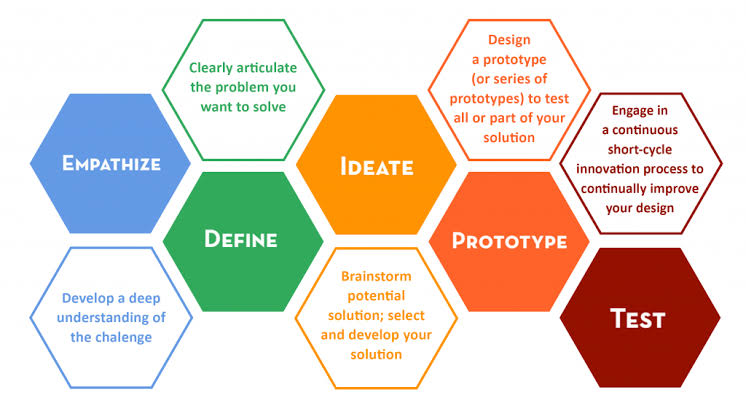 EMPATHIZE
Develop a deep
understanding of
the chalenge
Clearly articulate
the problem you
want to solve
DEFINE
IDEATE
Brainstorm
potential
solution; select
and develop your
solution
Design
a prototype
(or series of
prototypes) to test
all or part of your
solution
PROTOTYPE
Engage in
a continuous
short-cycle
innovation process to
continually improve
your design
TEST